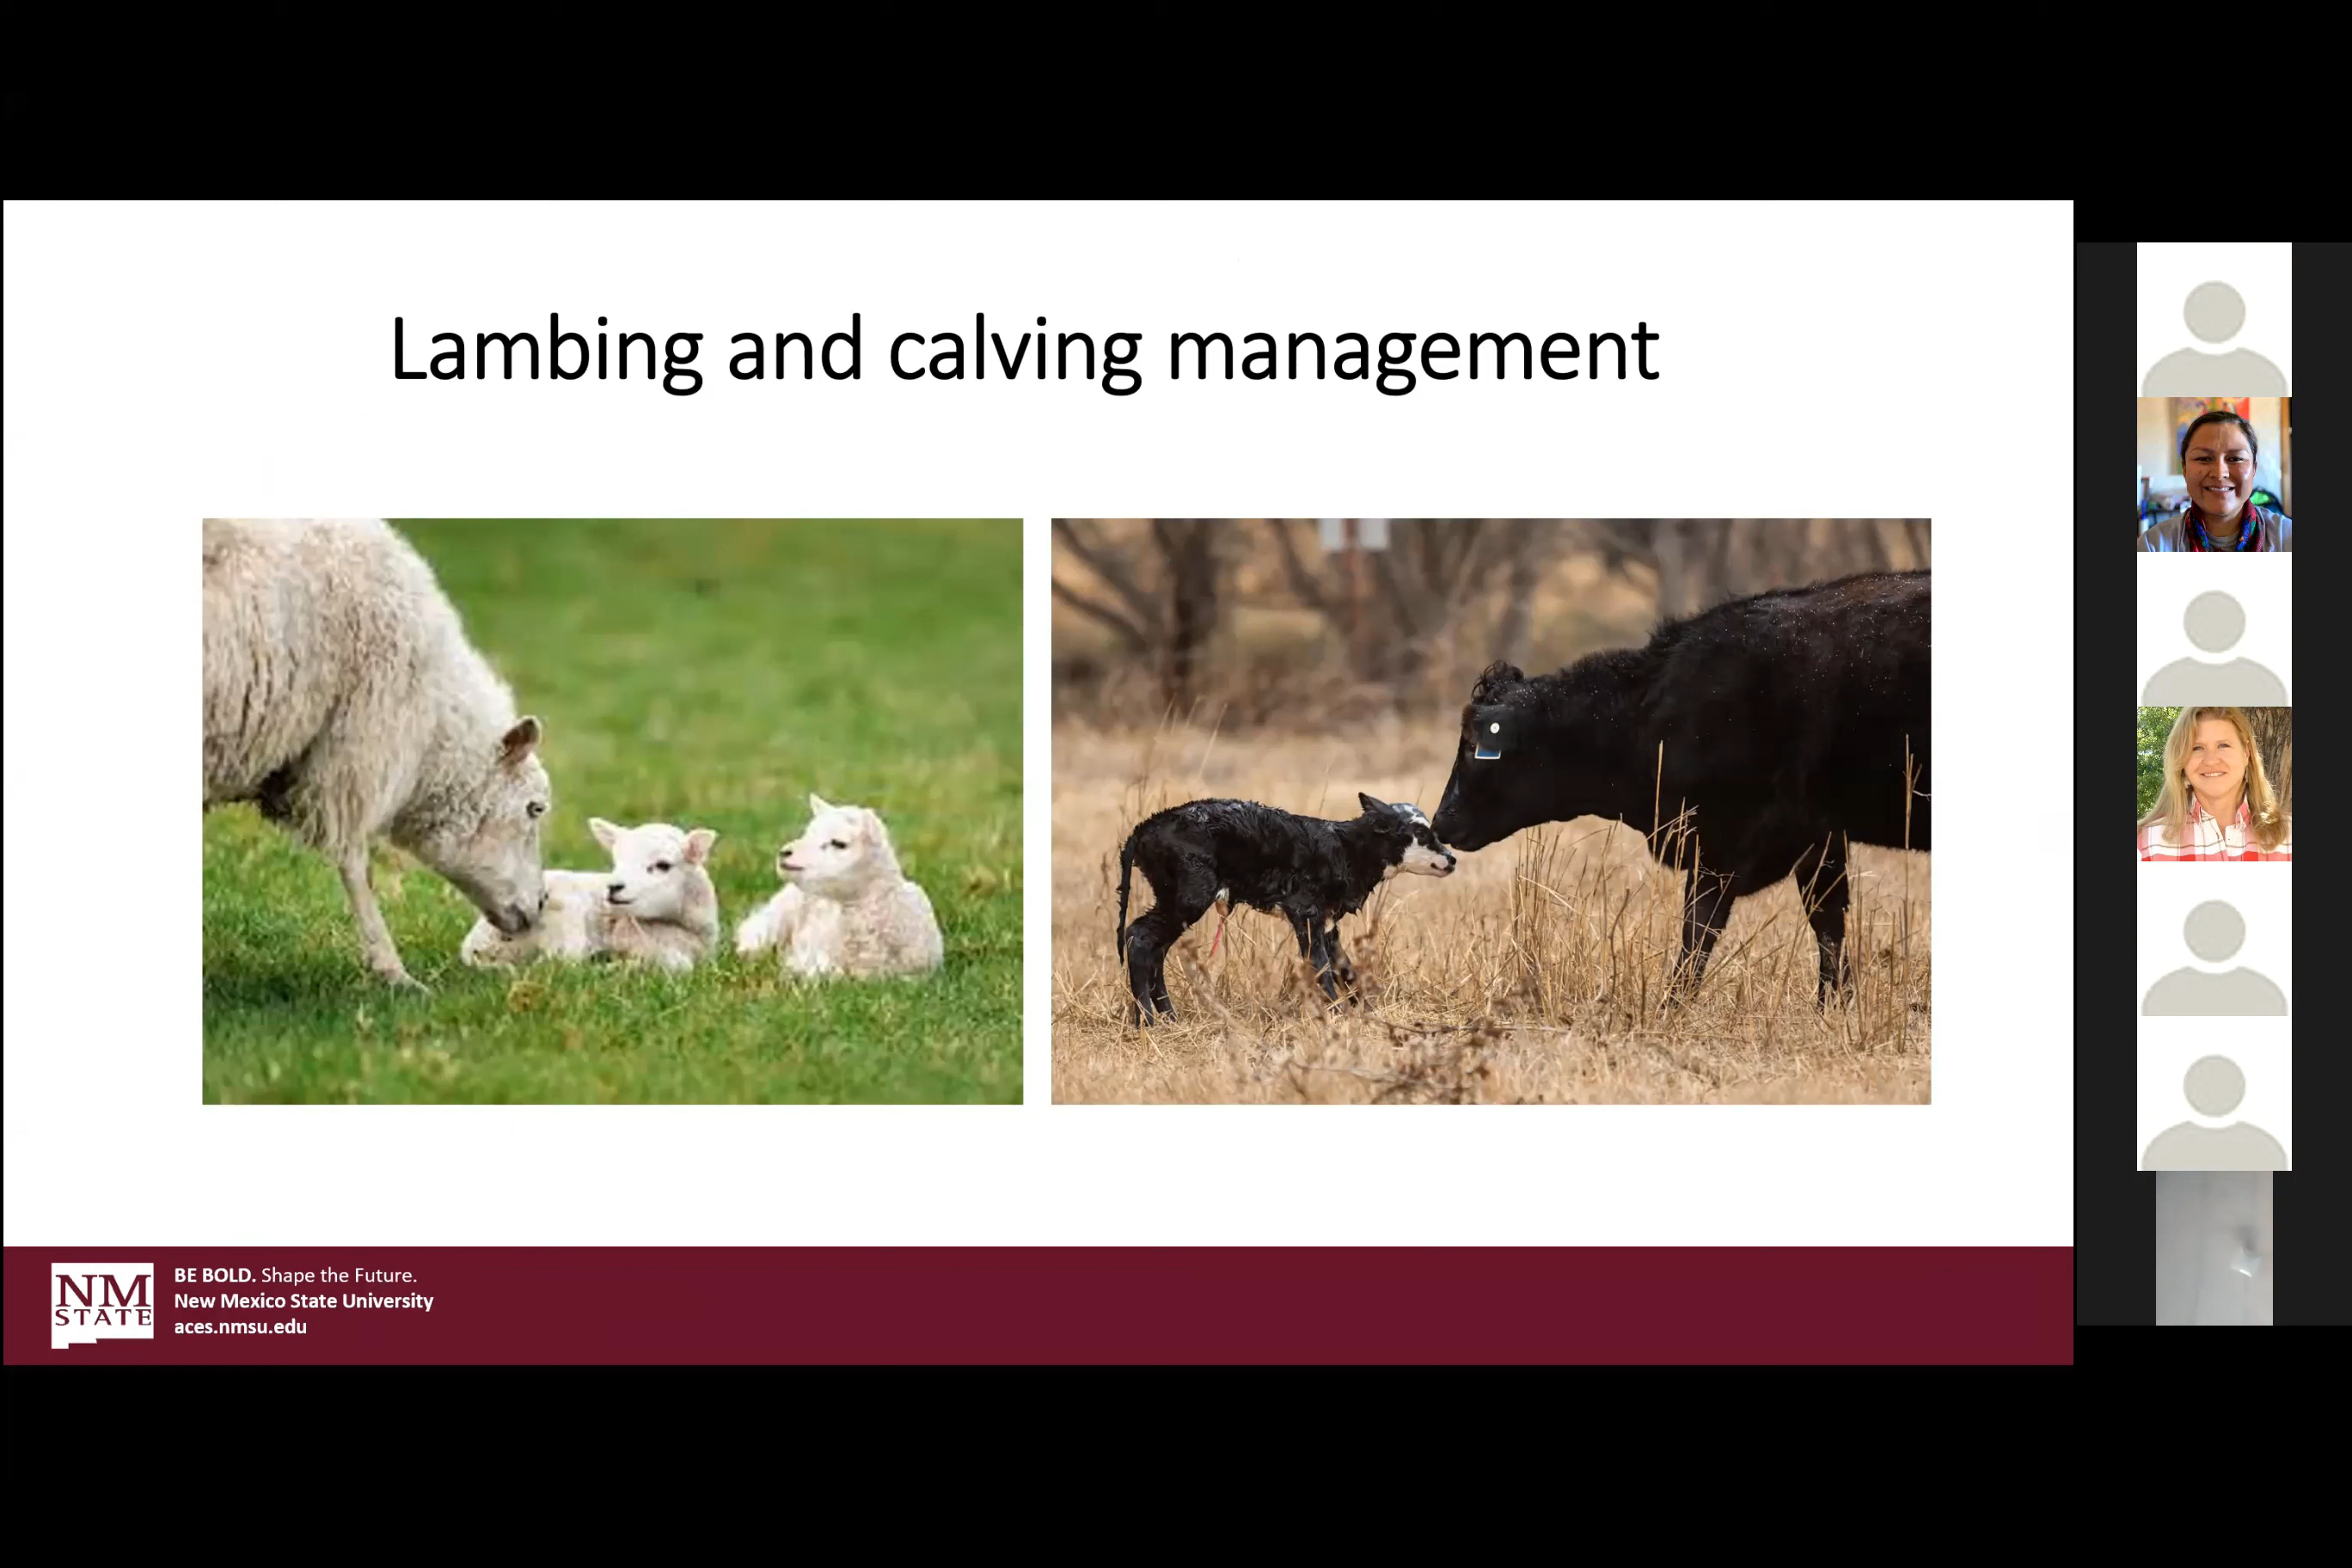 Lambing and calving management
NM
STATE
BE BOLD. Shape the Future.
New Mexico State University
aces.nmsu.edu